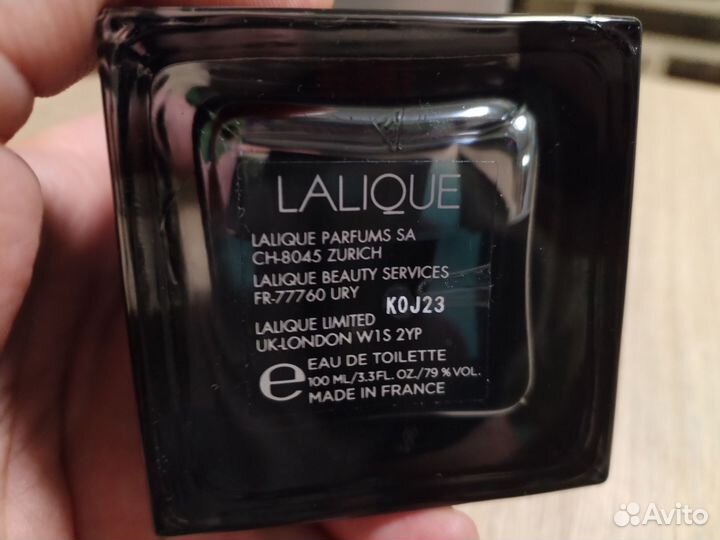 LALIQUE
LALIQUE PARFUMS SA
CH-8045 ZURICH
LALIQUE BEAUTY SERVICES
FR-77760 URY
K0J23
LALIQUE LIMITED
UK-LONDON W1S 2YP
e EAU DE TOILETTE
100 ML/3.3FL. OZ./79 % VOL.
MADE IN FRANCE
Avito